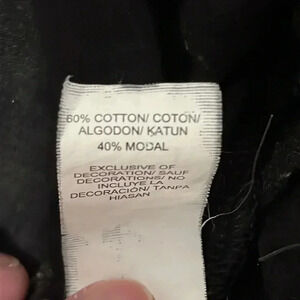 60% COTTON/ COTON/
ALGODON/ KATUN
40% MODAL
EXCLUSIVE OF
DECORATION/ SAUF
DECORATIONS/ NO
INCLUYE LA
DECORACION/ TANPA
HIASAN